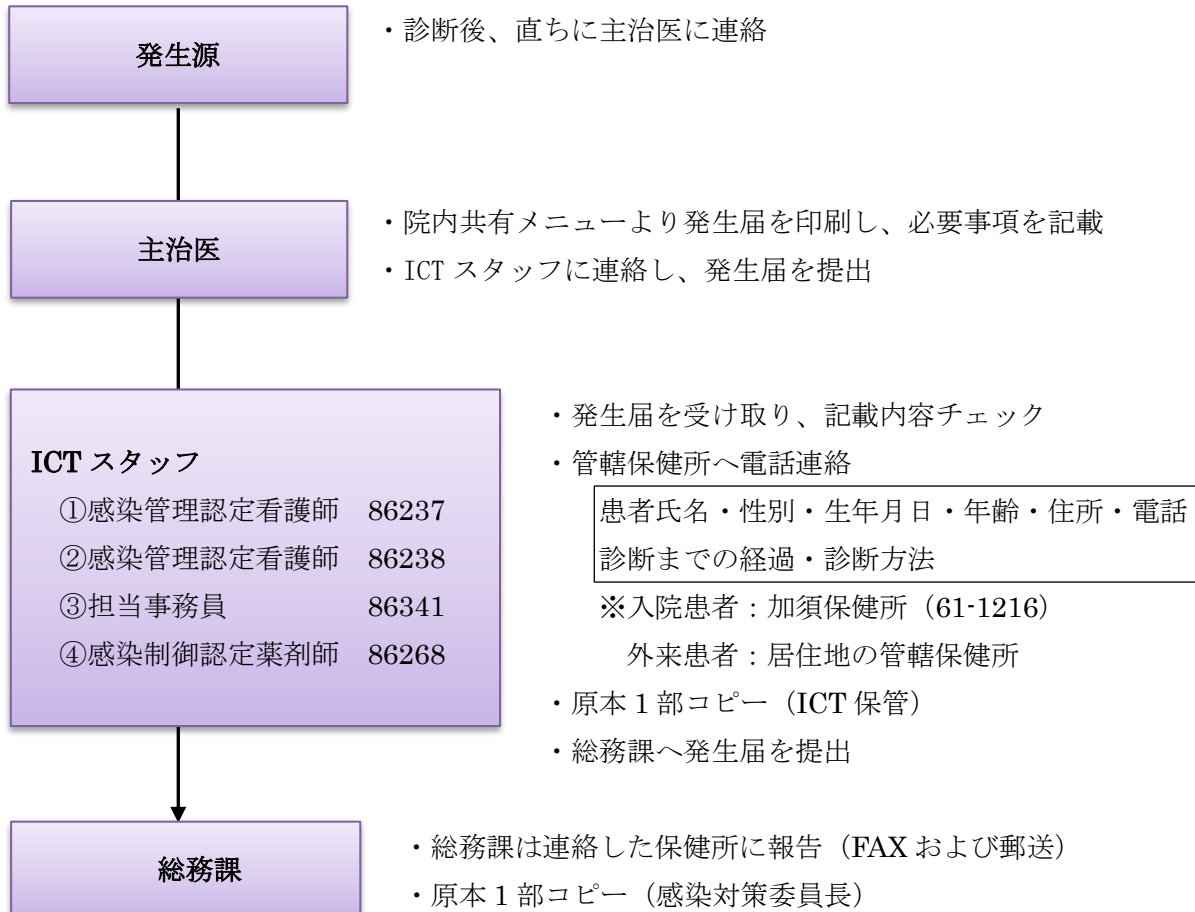 発生源
・診断後、直ちに主治医に連絡
主治医
・院内共有メニューより発生届を印刷し、必要事項を記載
・ICT スタッフに連絡し、発生届を提出
ICT スタッフ
①感染管理認定看護師　86237
②感染管理認定看護師　86238
③担当事務員　86341
④感染制御認定薬剤師　86268
・発生届を受け取り、記載内容チェック
・管轄保健所へ電話連絡
患者氏名・性別・生年月日・年齢・住所・電話
診断までの経過・診断方法
※入院患者：加須保健所（61-1216）
外来患者：居住地の管轄保健所
・原本 1 部コピー（ICT 保管）
・総務課へ発生届を提出
総務課
・総務課は連絡した保健所に報告（FAX および郵送）
・原本 1 部コピー（感染対策委員長）